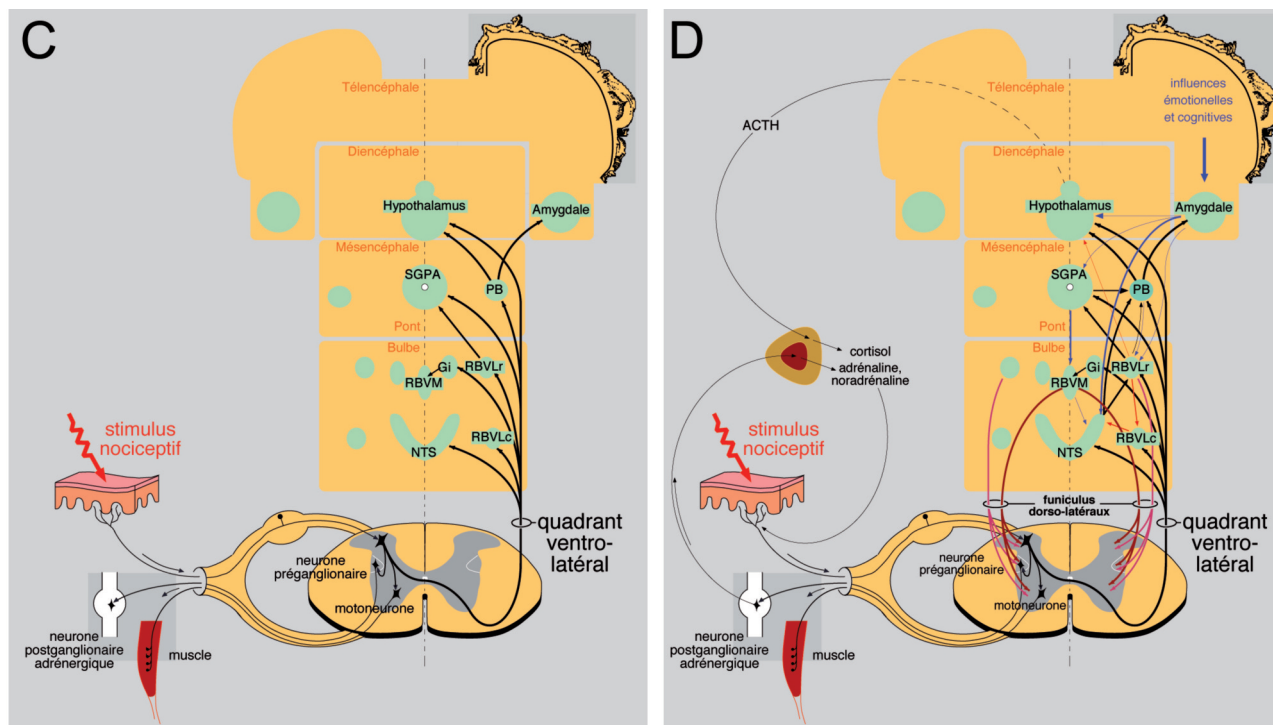 C
Télencéphale
Diencéphale
Hypothalamus
Amygdale
Mésencéphale
SGPA
PB
Pont
Bulbe
Gi
RBVLr
RBVM
RBVLc
NTS
stimulus
nociceptif
quadrant
ventro-
latéral
neurone
préganglionaire
motoneurone
neurone
postganglionaire
adrénergique
muscle
D
Télencéphale
influences
émotionelles
et cognitives
ACTH
Diencéphale
Hypothalamus
Amygdale
Mésencéphale
SGPA
PB
Pont
Bulbe
cortisol
adrénaline,
noradrénaline
Gi
RBVLr
RBVM
RBVLc
NTS
stimulus
nociceptif
funiculus
dorso-latéraux
quadrant
ventro-
latéral
neurone
préganglionaire
motoneurone
neurone
postganglionaire
adrénergique
muscle